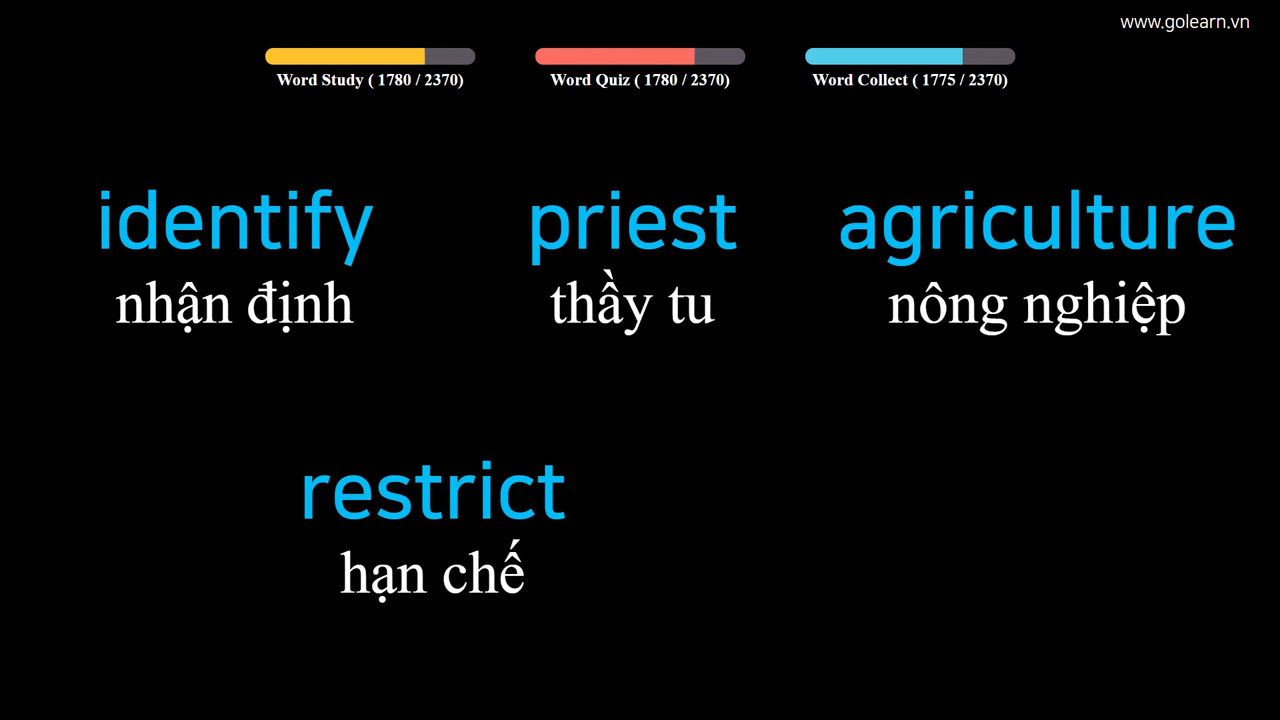 www.golearn.vn
Word Study ( 1780 / 2370)
Word Quiz ( 1780 / 2370)
Word Collect ( 1775 / 2370)
identify
nhận định
priest
thầy tu
agriculture
nông nghiệp
restrict
hạn chế